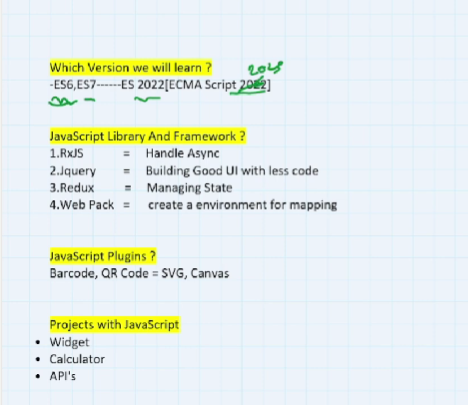 Which Version we will learn ?
2025
-ES6,ES7------ES 2022[ECMA Script 2022]
JavaScript Library And Framework ?
1.RxJS = Handle Async
2.Jquery = Building Good UI with less code
3.Redux = Managing State
4.Web Pack = create a environment for mapping
JavaScript Plugins ?
Barcode, QR Code = SVG, Canvas
Projects with JavaScript
• Widget
• Calculator
• API's